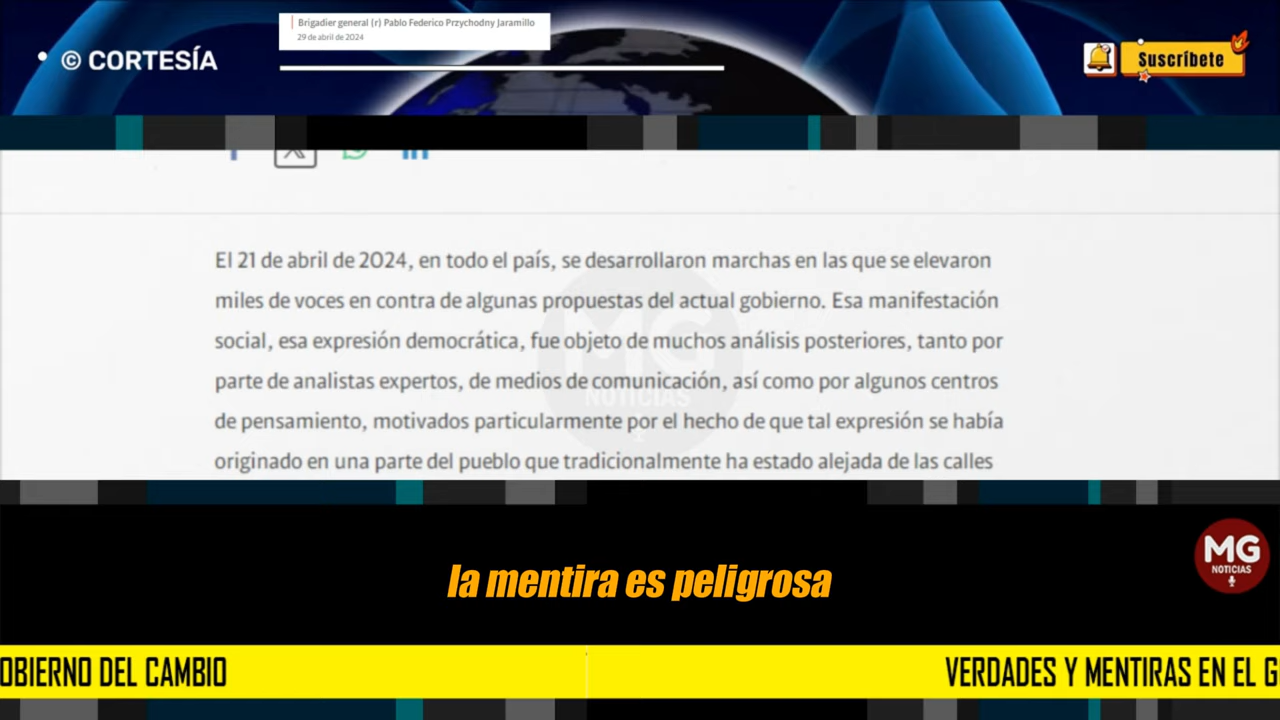 Brigadier general (r) Pablo Federico Przychodny Jaramillo
29 de abril de 2024
© CORTESÍA
Suscríbete
El 21 de abril de 2024, en todo el país, se desarrollaron marchas en las que se elevaron
miles de voces en contra de algunas propuestas del actual gobierno. Esa manifestación
social, esa expresión democrática, fue objeto de muchos análisis posteriores, tanto por
parte de analistas expertos, de medios de comunicación, así como por algunos centros
de pensamiento, motivados particularmente por el hecho de que tal expresión se había
originado en una parte del pueblo que tradicionalmente ha estado alejada de las calles
MG
NOTICIAS
la mentira es peligrosa
MG
NOTICIAS
OBIERNO DEL CAMBIO
VERDADES Y MENTIRAS EN EL G